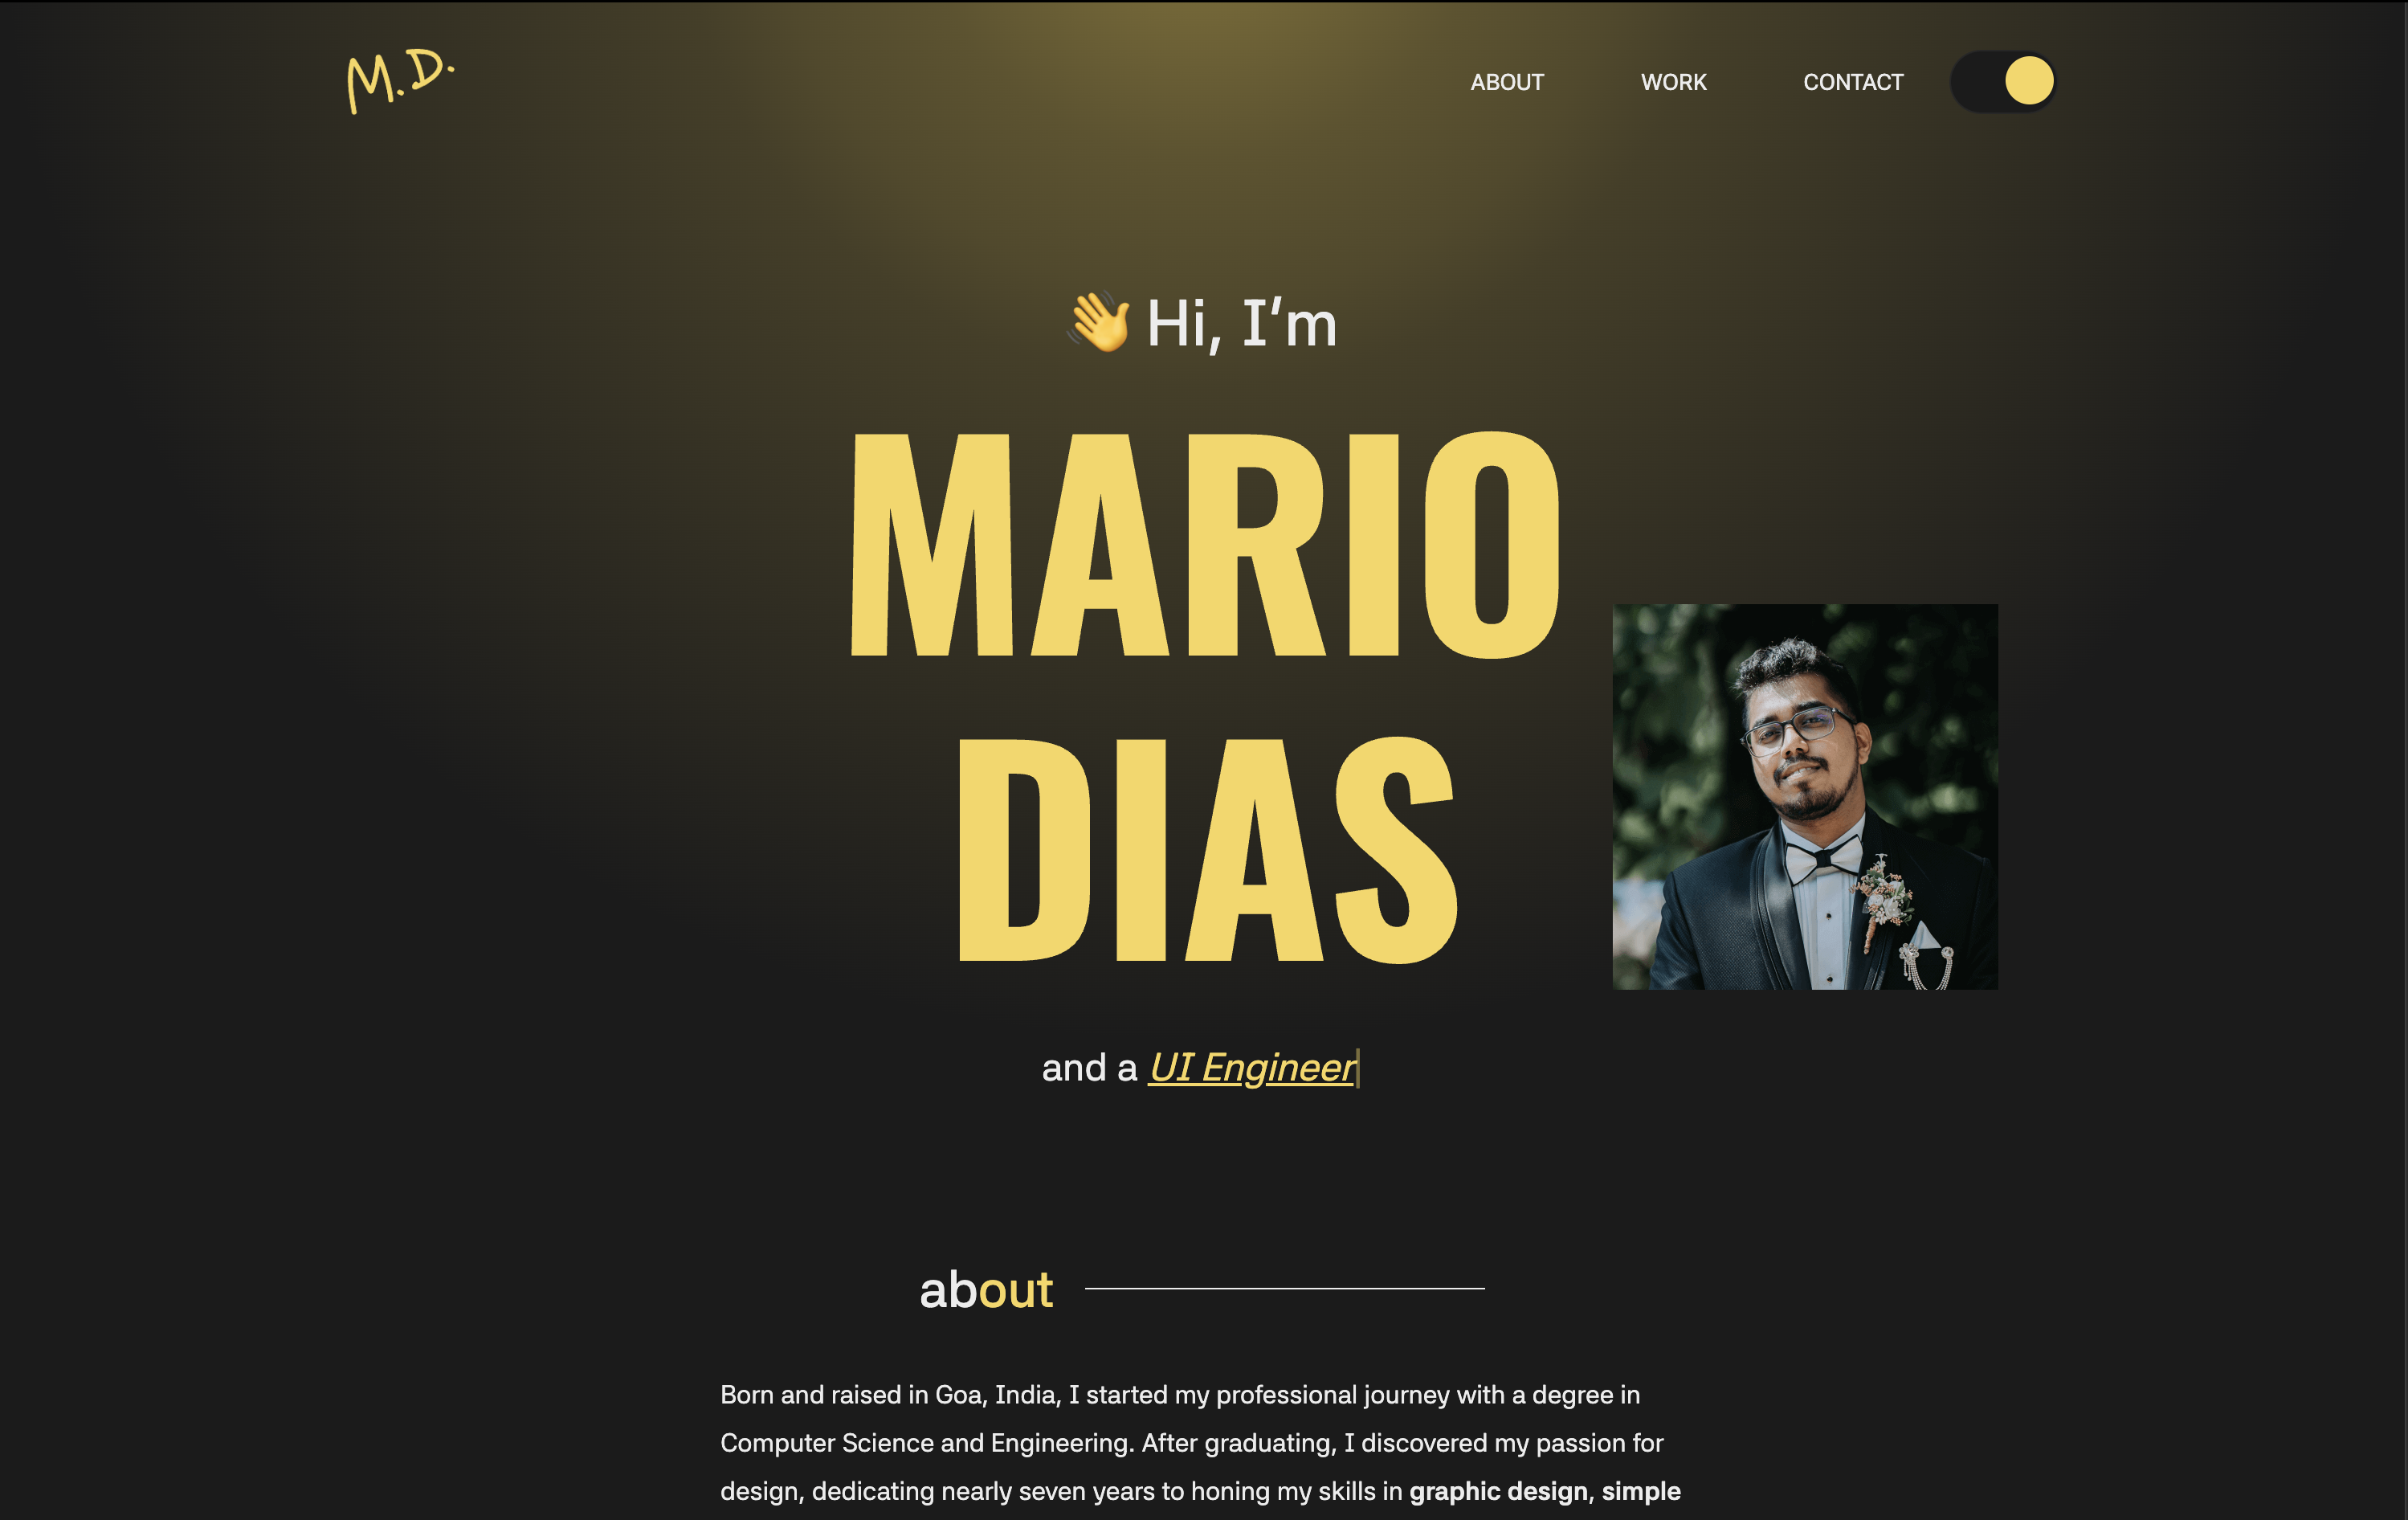 M.D.
ABOUT WORK CONTACT
👋 Hi, I’m
MARIO
DIAS
and a UI Engineer
about
Born and raised in Goa, India, I started my professional journey with a degree in
Computer Science and Engineering. After graduating, I discovered my passion for
design, dedicating nearly seven years to honing my skills in graphic design, simple